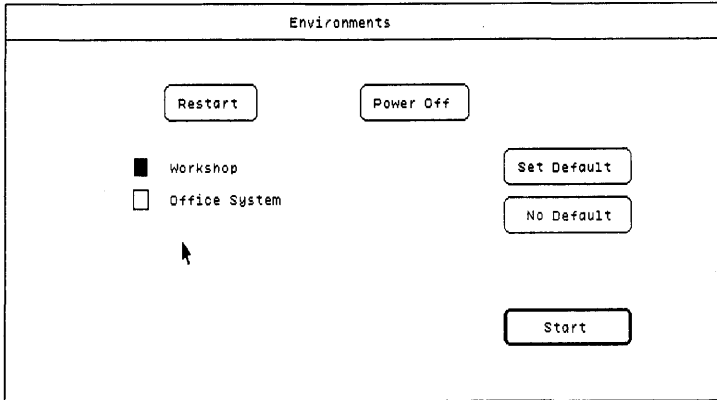 Environments
Restart
Power Off
Workshop
Set Default
Office System
No Default
Start